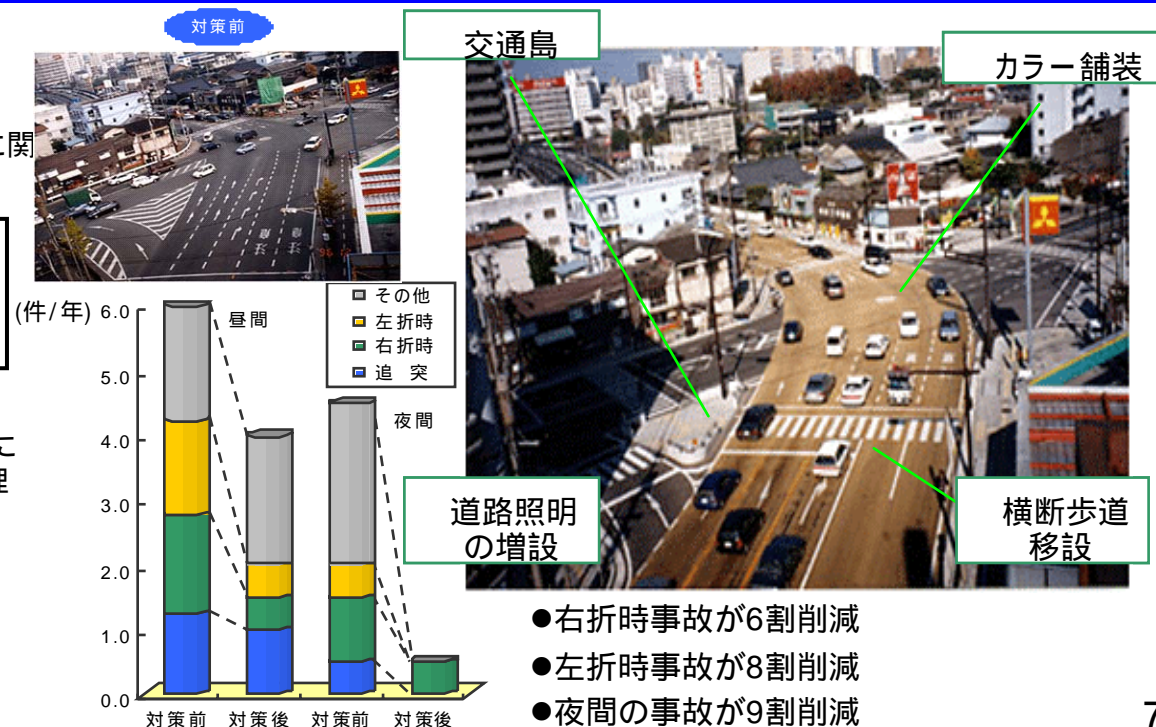 対策前
交通島
カラー舗装
に関
(件/年)
6.0
5.0
4.0
3.0
2.0
1.0
0.0
その他
左折時
右折時
追 突
昼間
夜間
に
理
対策前
対策後
対策前
対策後
道路照明
の増設
横断歩道
移設
●右折時事故が6割削減
●左折時事故が8割削減
●夜間の事故が9割削減
7